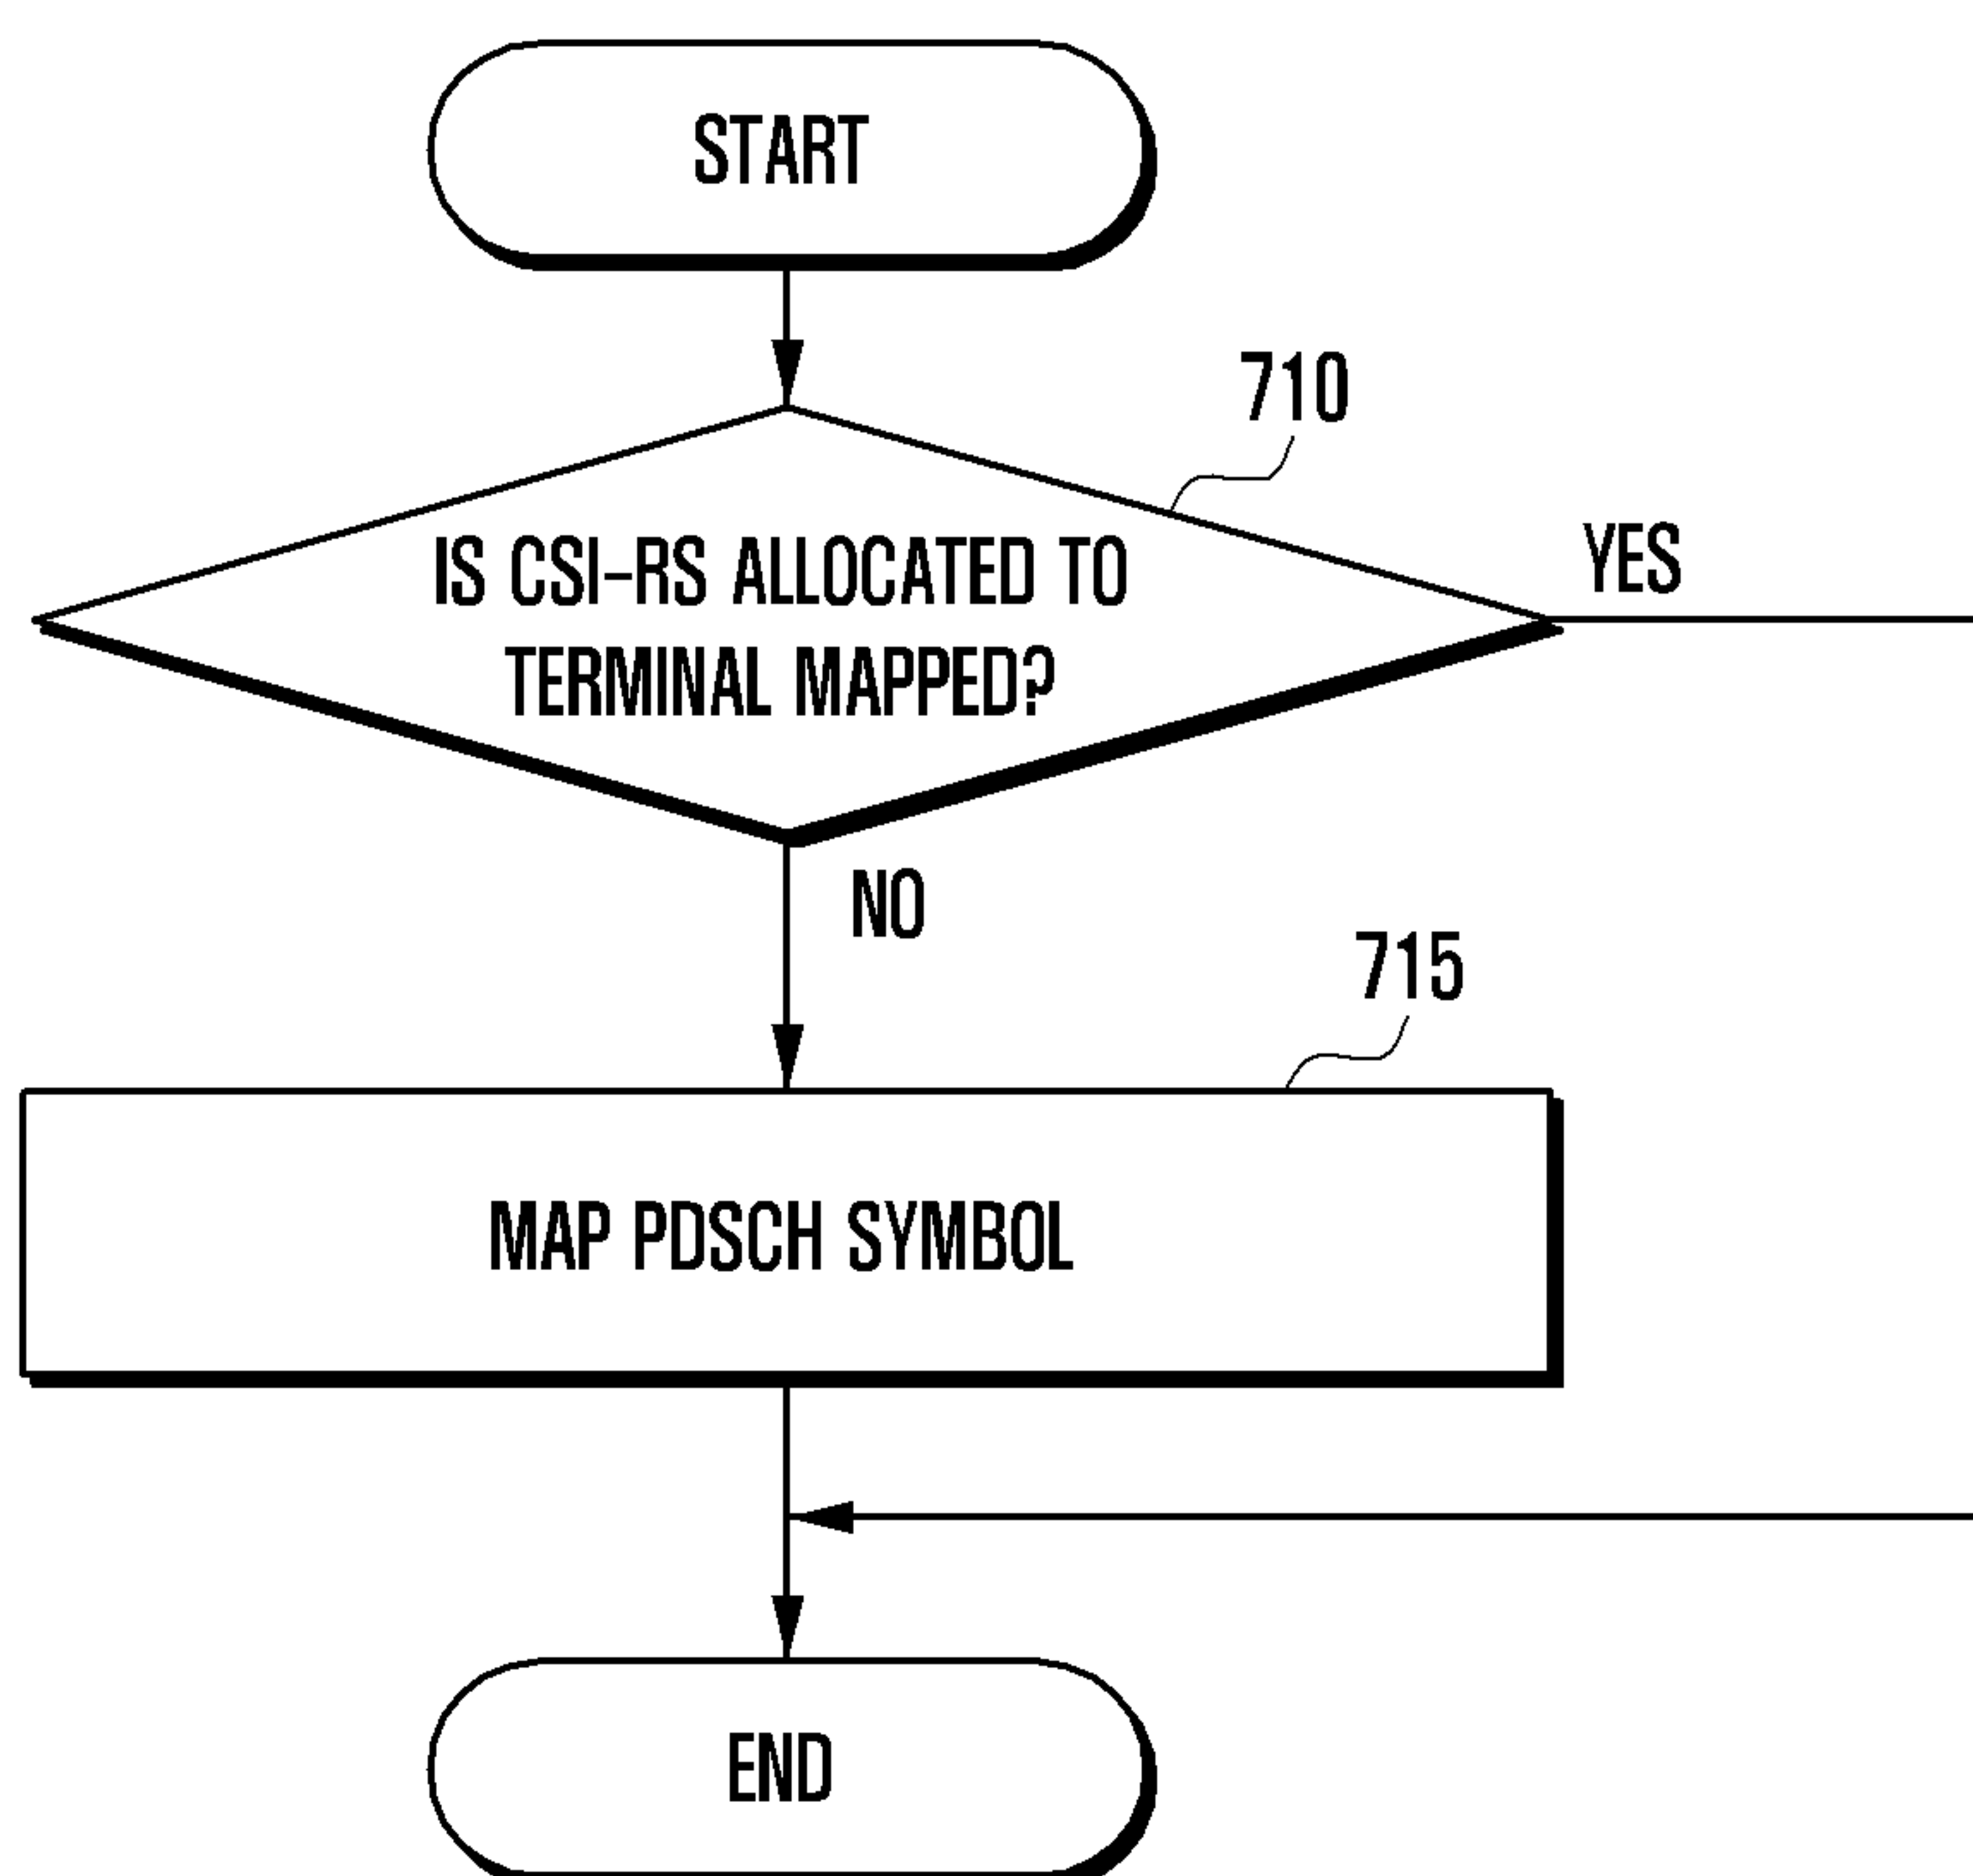 START
710
IS CSI-RS ALLOCATED TO
TERMINAL MAPPED?
YES
NO
715
MAP PDSCH SYMBOL
END